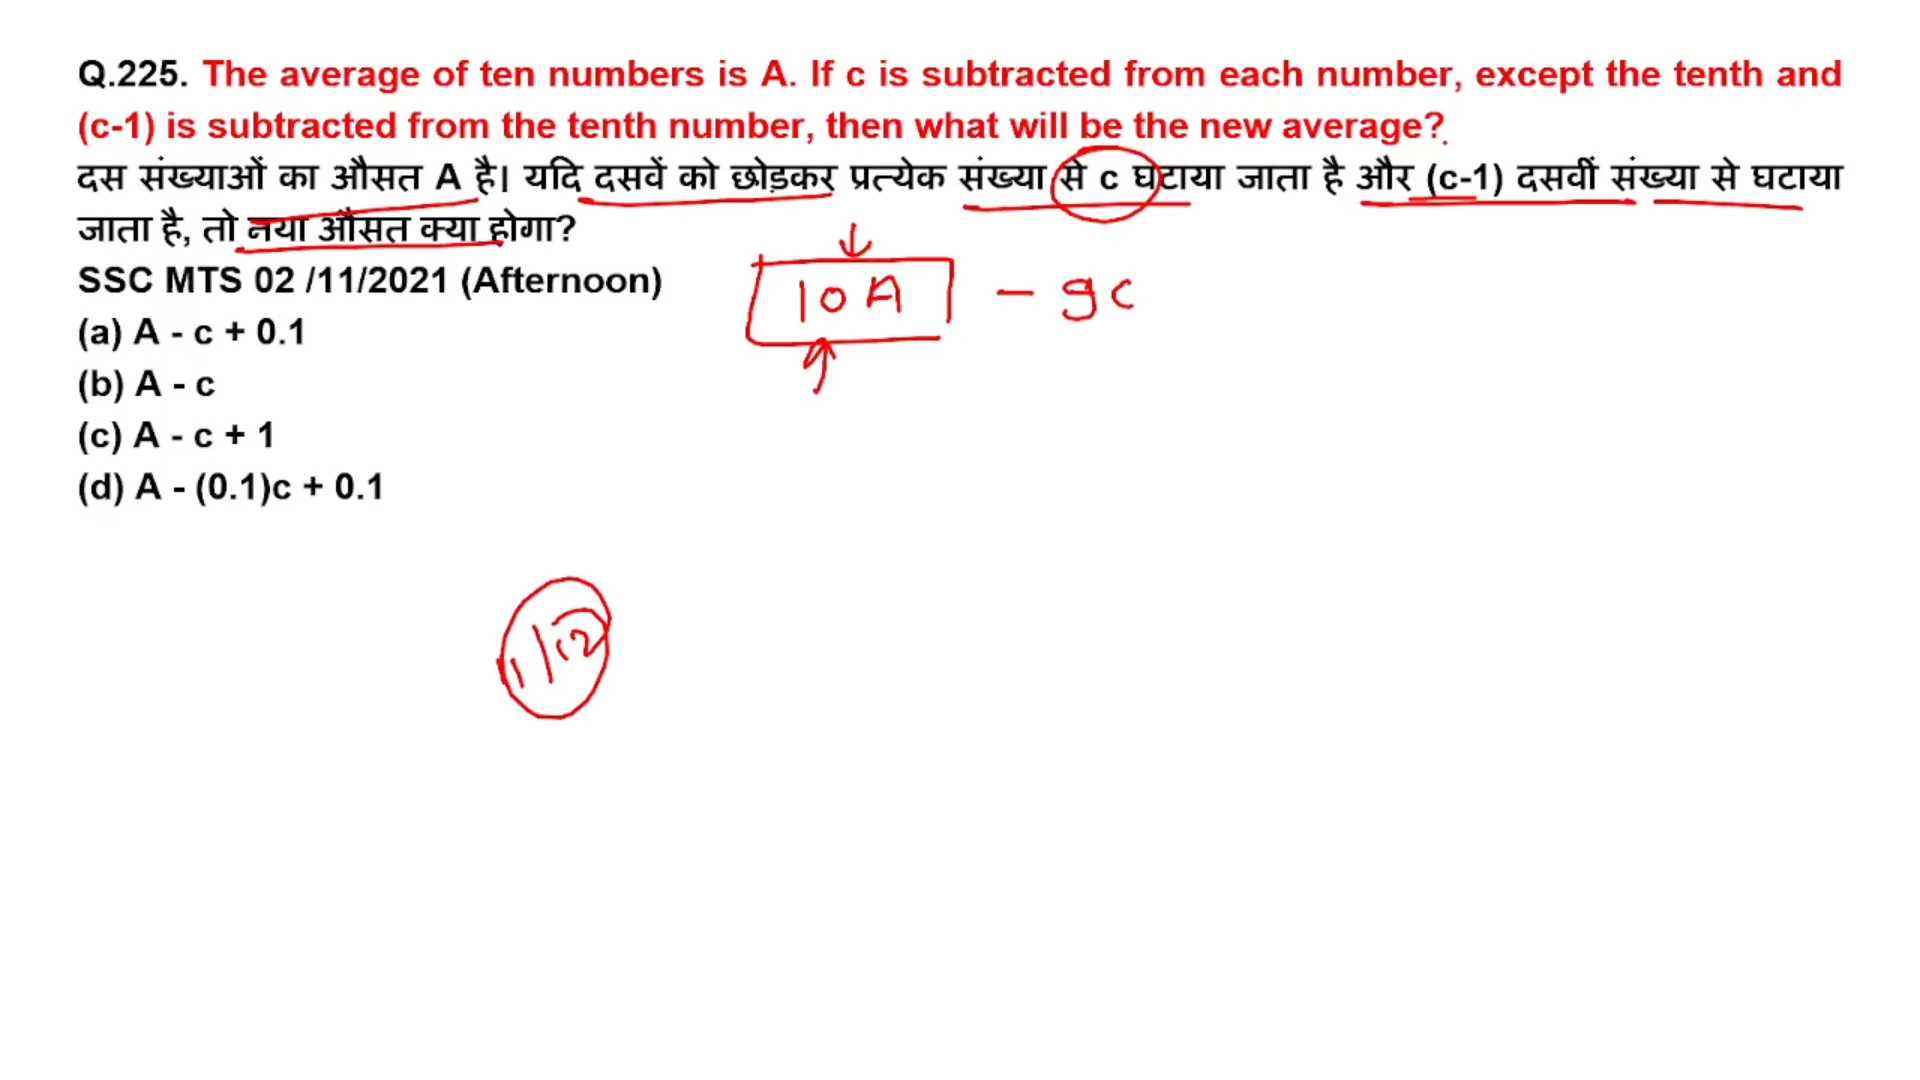 Q.225. The average of ten numbers is A. If c is subtracted from each number, except the tenth and
(c-1) is subtracted from the tenth number, then what will be the new average?
दस संख्याओं का औसत A है। यदि दसवें को छोड़कर प्रत्येक संख्या से c घटाया जाता है और (c-1) दसवीं संख्या से घटाया
जाता है, तो नया औसत क्या होगा?
SSC MTS 02 /11/2021 (Afternoon)
10A - 9c
(a) A - c + 0.1
(b) A - c
(c) A - c + 1
(d) A - (0.1)c + 0.1
11/12